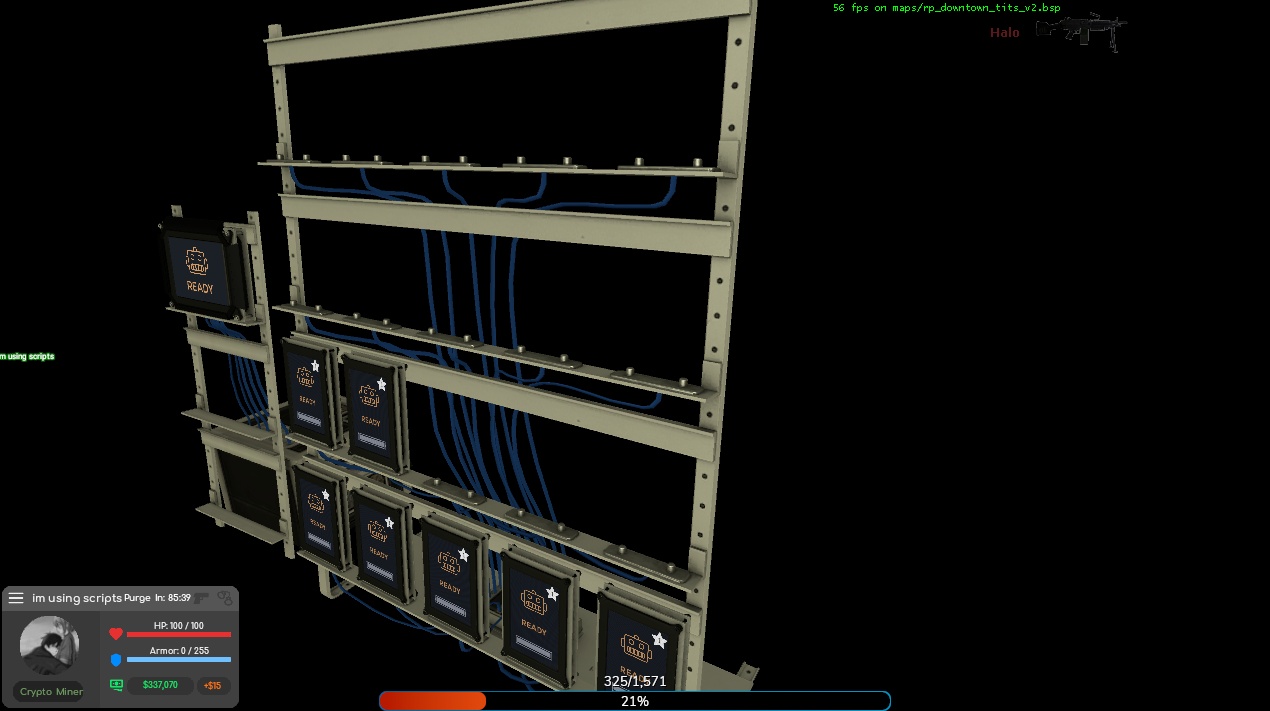 56 fps on maps/rp_downtown_tits_v2.bsp
Halo
READY
m using scripts
READY
READY
READY
READY
READY
READY
READY
im using scripts Purge In: 85:39
HP: 100 / 100
Armor: 0 / 255
$337,070 +$15
Crypto Miner
325/1,571
21%